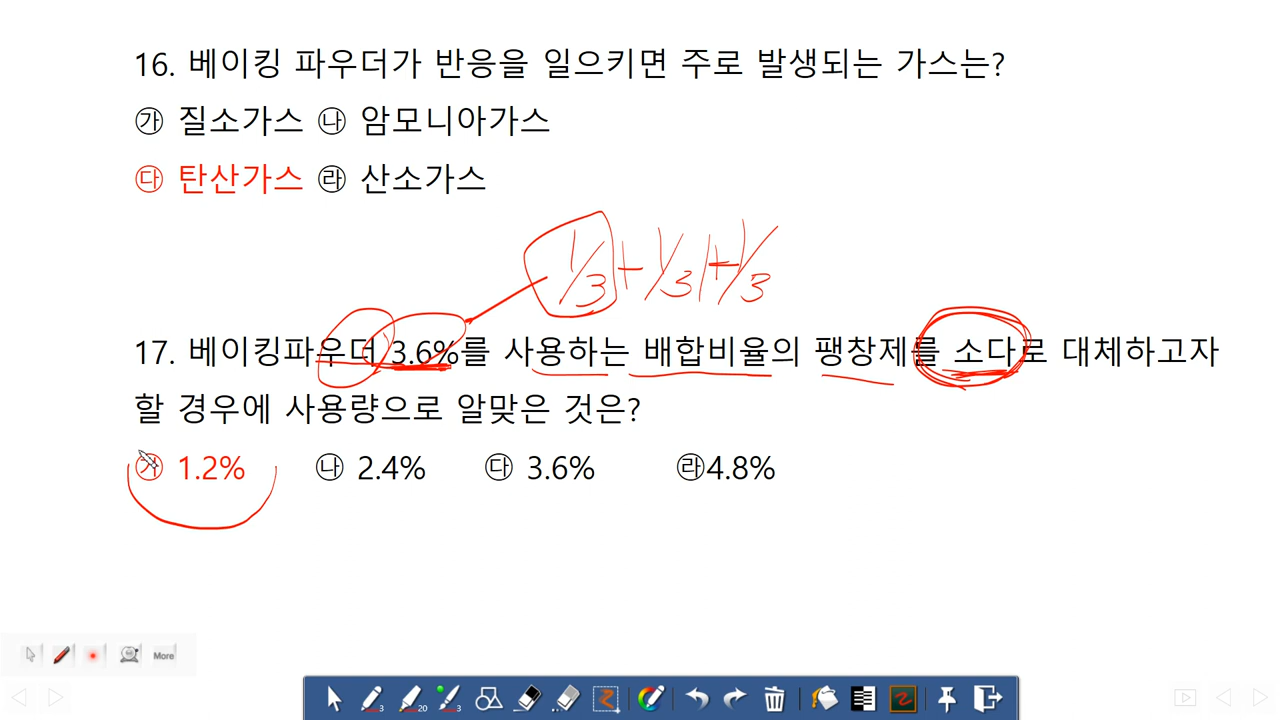 16. 베이킹 파우더가 반응을 일으키면 주로 발생되는 가스는?
㉮ 질소가스 ㉯ 암모니아가스
㉰ 탄산가스 ㉱ 산소가스
1/3 + 1/3 + 1/3
17. 베이킹파우더 3.6%를 사용하는 배합비율의 팽창제를 소다로 대체하고자
할 경우에 사용량으로 알맞은 것은?
㉮ 1.2% ㉯ 2.4% ㉰ 3.6% ㉱4.8%
More
3 20 3